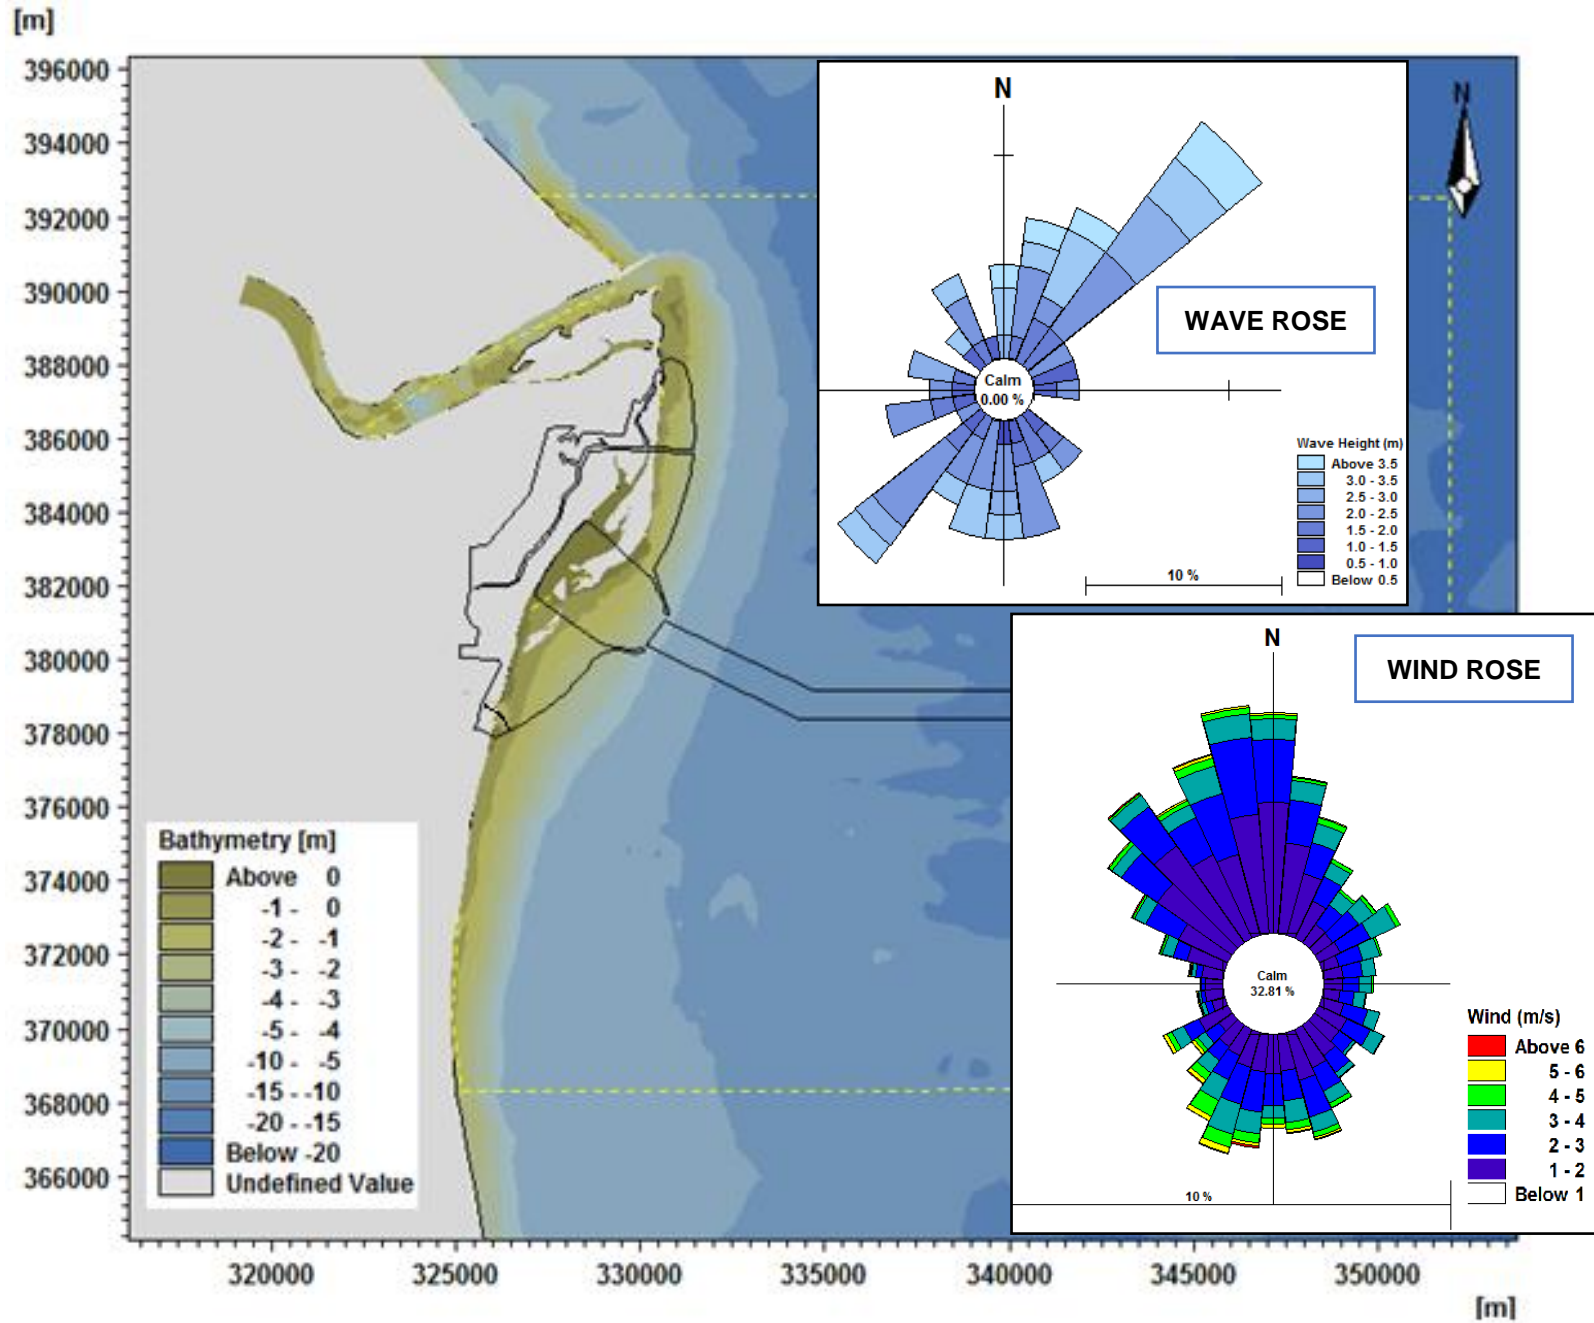 [m]
396000
394000
392000
390000
388000
386000
384000
382000
380000
378000
376000
374000
372000
370000
368000
366000
320000
325000
330000
335000
340000
345000
350000
[m]
Bathymetry [m]
Above 0
-1 - 0
-2 - -1
-3 - -2
-4 - -3
-5 - -4
-10 - -5
-15 - -10
-20 - -15
Below -20
Undefined Value
N
N
WAVE ROSE
Calm
0.00 %
Wave Height (m)
Above 3.5
3.0 - 3.5
2.5 - 3.0
2.0 - 2.5
1.5 - 2.0
1.0 - 1.5
0.5 - 1.0
Below 0.5
10 %
N
WIND ROSE
Calm
32.81 %
Wind (m/s)
Above 6
5 - 6
4 - 5
3 - 4
2 - 3
1 - 2
Below 1
10 %